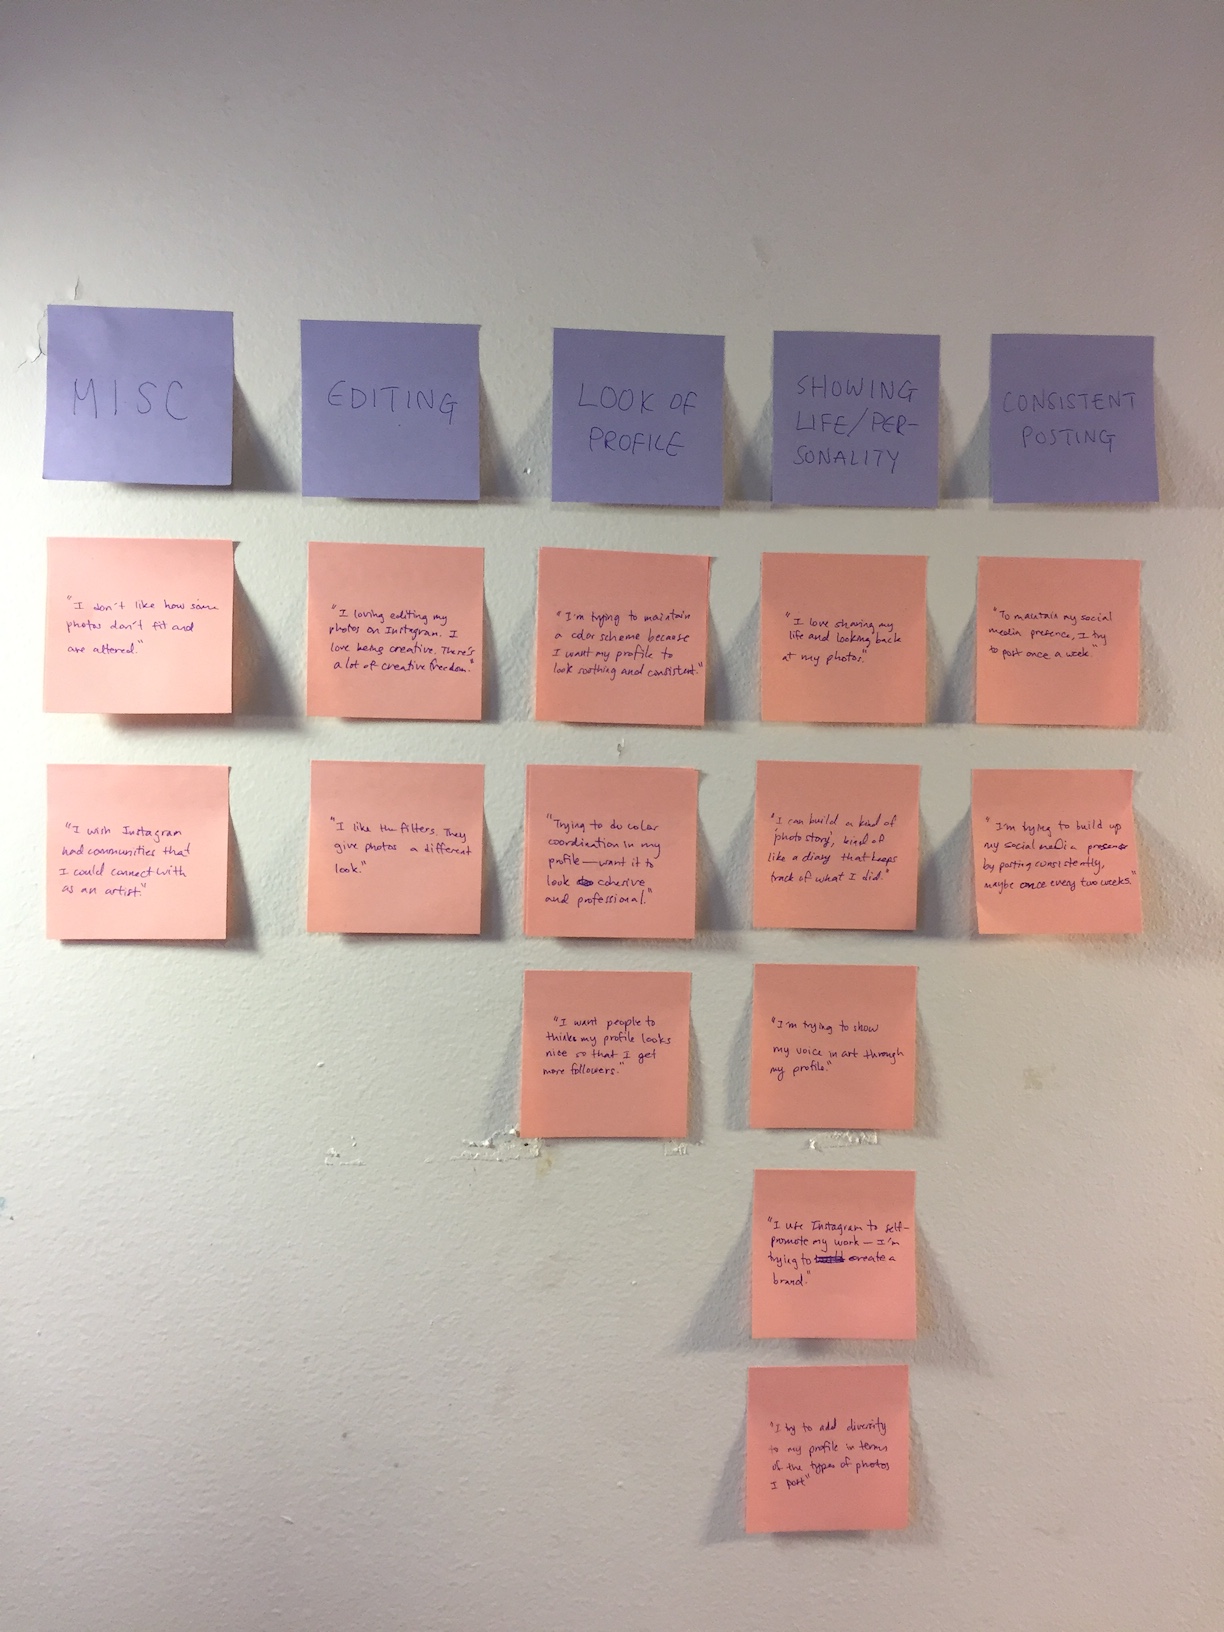 MISC
EDITING
LOOK OF
PROFILE
SHOWING
LIFE/PER-
SONALITY
CONSISTENT
POSTING
"I don't like how some
photos don't fit and
are altered."
"I wish Instagram
had communities that
I could connect with
as an artist."
"I loving editing my
photos on Instagram. I
love being creative. There's
a lot of creative freedom."
"I like the filters. They
give photos a different
look."
"I'm trying to maintain
a color scheme because
I want my profile to
look soothing and consistent."
"Trying to do color
coordination in my
profile—want it to
look cohesive
and professional."
"I want people to
thinks my profile looks
nice so that I get
more followers."
"I love sharing my
life and looking back
at my photos."
"I can build a kind of
'photo story', kind of
like a diary that keeps
track of what I did."
"I'm trying to show
my voice in art through
my profile."
"I use Instagram to self-
promote my work — I'm
trying to create a
brand."
"I try to add diversity
to my profile in terms
of the types of photos
I post"
"To maintain my social
media presence, I try
to post once a week."
"I'm trying to build up
my social media presence
by posting consistently,
maybe once every two weeks."